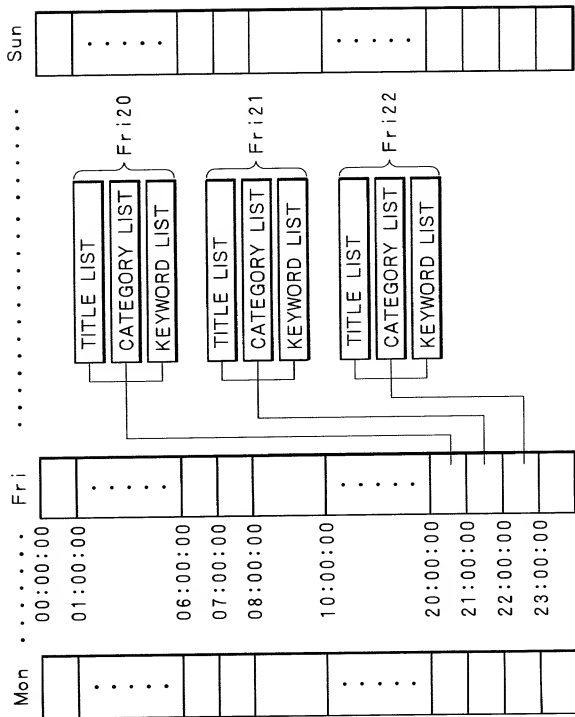 Mon ........ Fri ........ Sun
00:00:00
01:00:00
06:00:00
07:00:00
08:00:00
10:00:00
20:00:00
21:00:00
22:00:00
23:00:00
TITLE LIST
CATEGORY LIST
KEYWORD LIST
Fri20
TITLE LIST
CATEGORY LIST
KEYWORD LIST
Fri21
TITLE LIST
CATEGORY LIST
KEYWORD LIST
Fri22